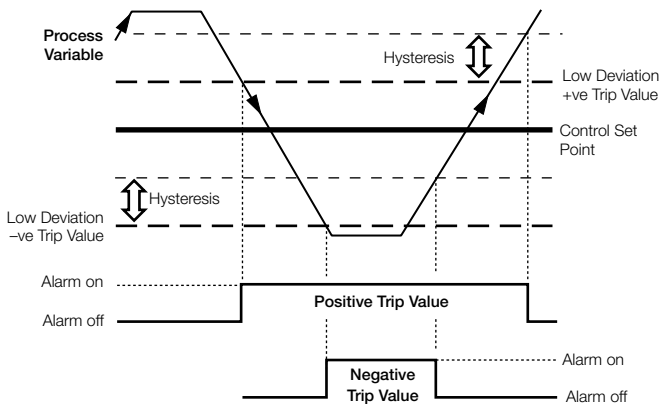 Process
Variable
Hysteresis
Low Deviation
+ve Trip Value
Control Set
Point
Hysteresis
Low Deviation
–ve Trip Value
Alarm on
Positive Trip Value
Alarm off
Alarm on
Negative
Trip Value
Alarm off